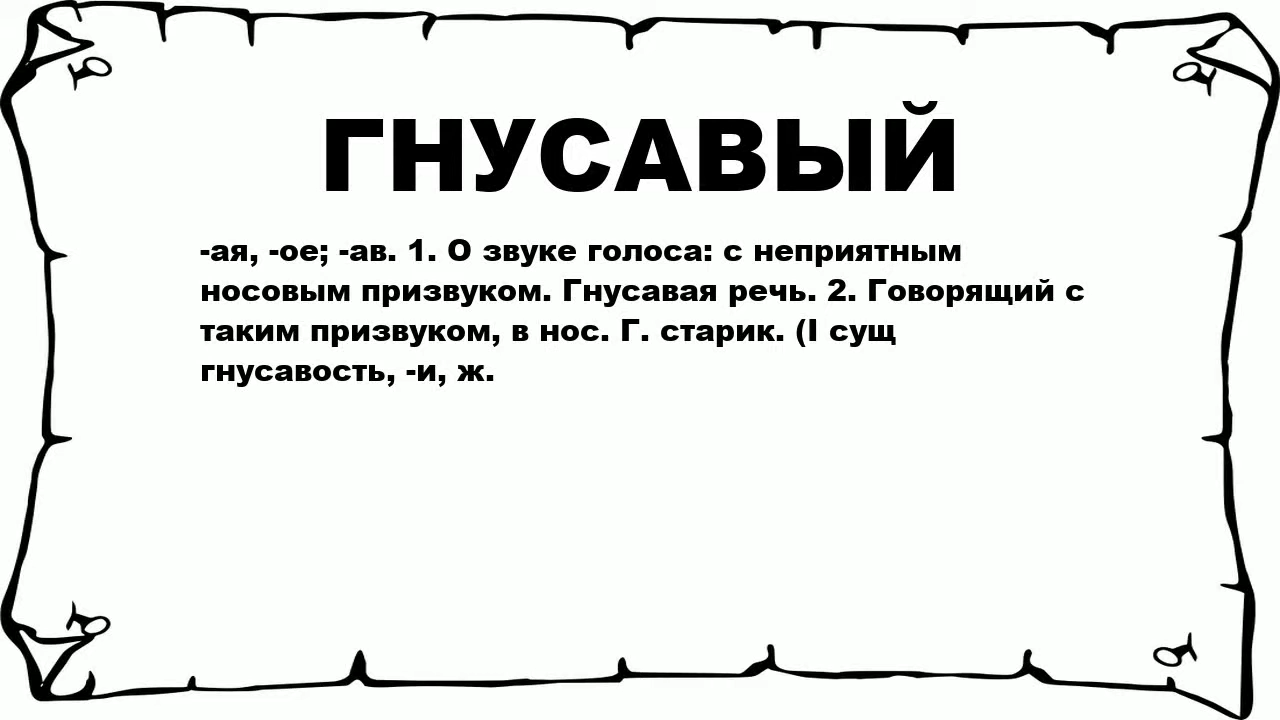 ГНУСАВЫЙ
-ая, -ое; -ав. 1. О звуке голоса: с неприятным
носовым призвуком. Гнусавая речь. 2. Говорящий с
таким призвуком, в нос. Г. старик. (I сущ
гнусавость, -и, ж.